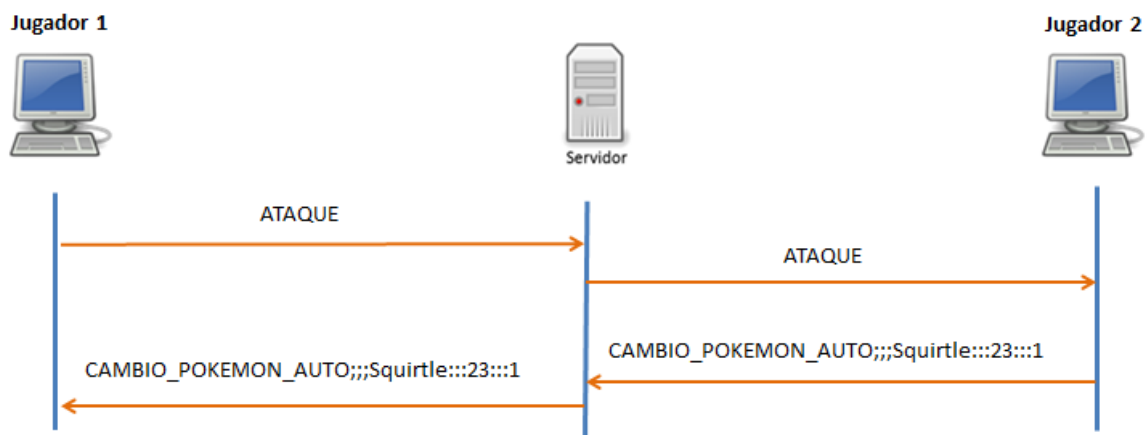 Jugador 1
Jugador 2
Servidor
ATAQUE
ATAQUE
CAMBIO_POKEMON_AUTO;;;Squirtle:::23:::1
CAMBIO_POKEMON_AUTO;;;Squirtle:::23:::1